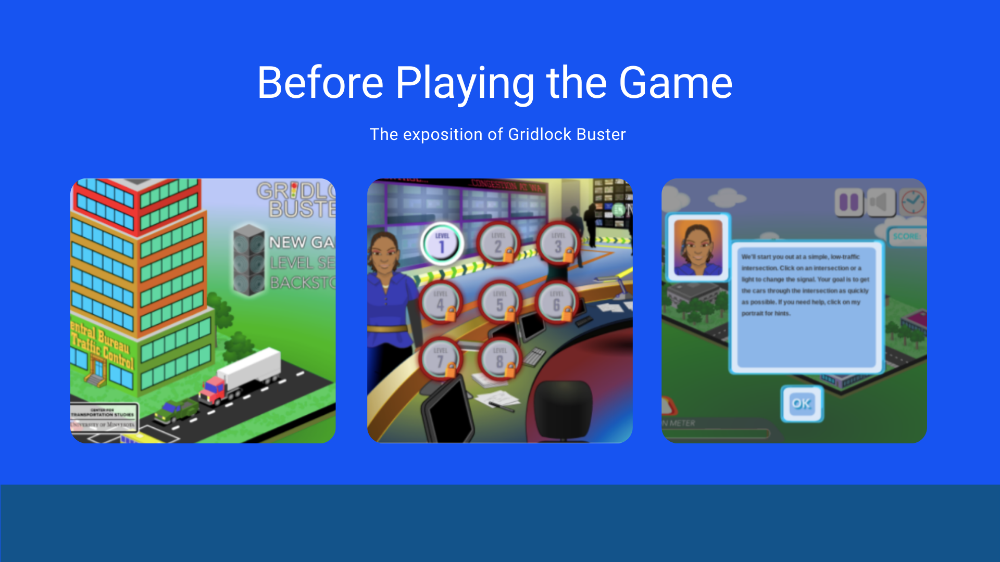 Before Playing the Game
The exposition of Gridlock Buster
GRIDLO
BUSTE
NEW GA
LEVEL SE
BACKSTO
entral Bureau
Traffic Control
CENTER FOR
TRANSPORTATION STUDIES
UNIVERSITY OF MINNESOTA
...CONGESTION AT WA
LEVEL
1
LEVEL
2
LEVEL
3
LEVEL
4
LEVEL
5
LEVEL
6
LEVEL
7
LEVEL
8
SCORE:
We'll start you out at a simple, low-traffic
intersection. Click on an intersection or a
light to change the signal. Your goal is to get
the cars through the intersection as quickly
as possible. If you need help, click on my
portrait for hints.
OK
N METER